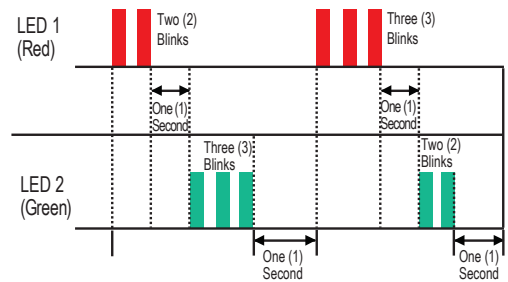 LED 1
(Red)
Two (2)
Blinks
Three (3)
Blinks
One (1)
Second
One (1)
Second
LED 2
(Green)
Three (3)
Blinks
Two (2)
Blinks
One (1)
Second
One (1)
Second